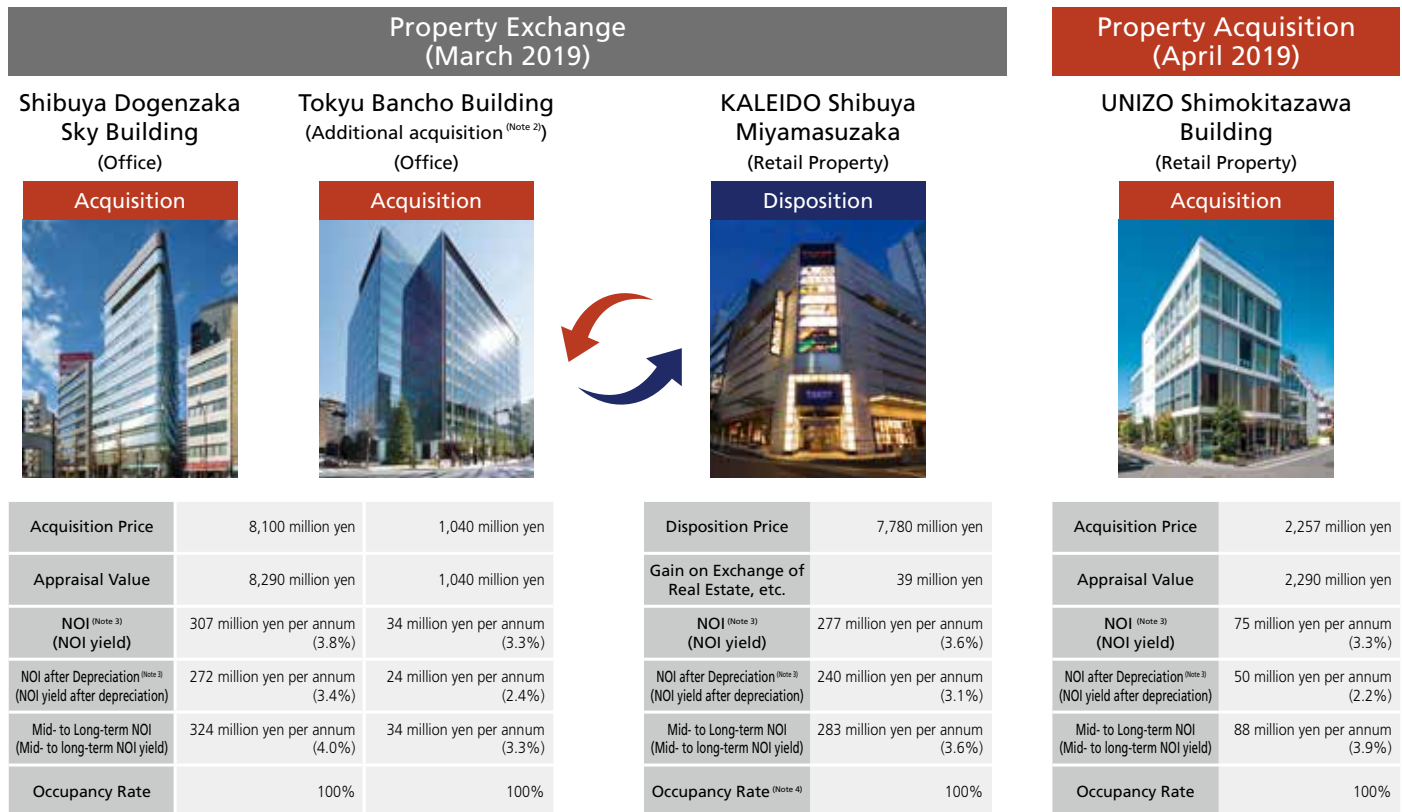 Property Exchange
(March 2019)
Property Acquisition
(April 2019)
Shibuya Dogenzaka
Sky Building
(Office)
Acquisition
Tokyu Bancho Building
(Additional acquisition (Note 2))
(Office)
Acquisition
KALEIDO Shibuya
Miyamasuzaka
(Retail Property)
Disposition
UNIZO Shimokitazawa
Building
(Retail Property)
Acquisition
Acquisition Price 8,100 million yen 1,040 million yen
Appraisal Value 8,290 million yen 1,040 million yen
NOI (Note 3) 307 million yen per annum 34 million yen per annum
(NOI yield) (3.8%) (3.3%)
NOI after Depreciation (Note 3) 272 million yen per annum 24 million yen per annum
(NOI yield after depreciation) (3.4%) (2.4%)
Mid- to Long-term NOI 324 million yen per annum 34 million yen per annum
(Mid- to long-term NOI yield) (4.0%) (3.3%)
Occupancy Rate 100% 100%
Disposition Price 7,780 million yen
Gain on Exchange of
Real Estate, etc. 39 million yen
NOI (Note 3) 277 million yen per annum
(NOI yield) (3.6%)
NOI after Depreciation (Note 3) 240 million yen per annum
(NOI yield after depreciation) (3.1%)
Mid- to Long-term NOI 283 million yen per annum
(Mid- to long-term NOI yield) (3.6%)
Occupancy Rate (Note 4) 100%
Acquisition Price 2,257 million yen
Appraisal Value 2,290 million yen
NOI (Note 3) 75 million yen per annum
(NOI yield) (3.3%)
NOI after Depreciation (Note 3) 50 million yen per annum
(NOI yield after depreciation) (2.2%)
Mid- to Long-term NOI 88 million yen per annum
(Mid- to long-term NOI yield) (3.9%)
Occupancy Rate 100%